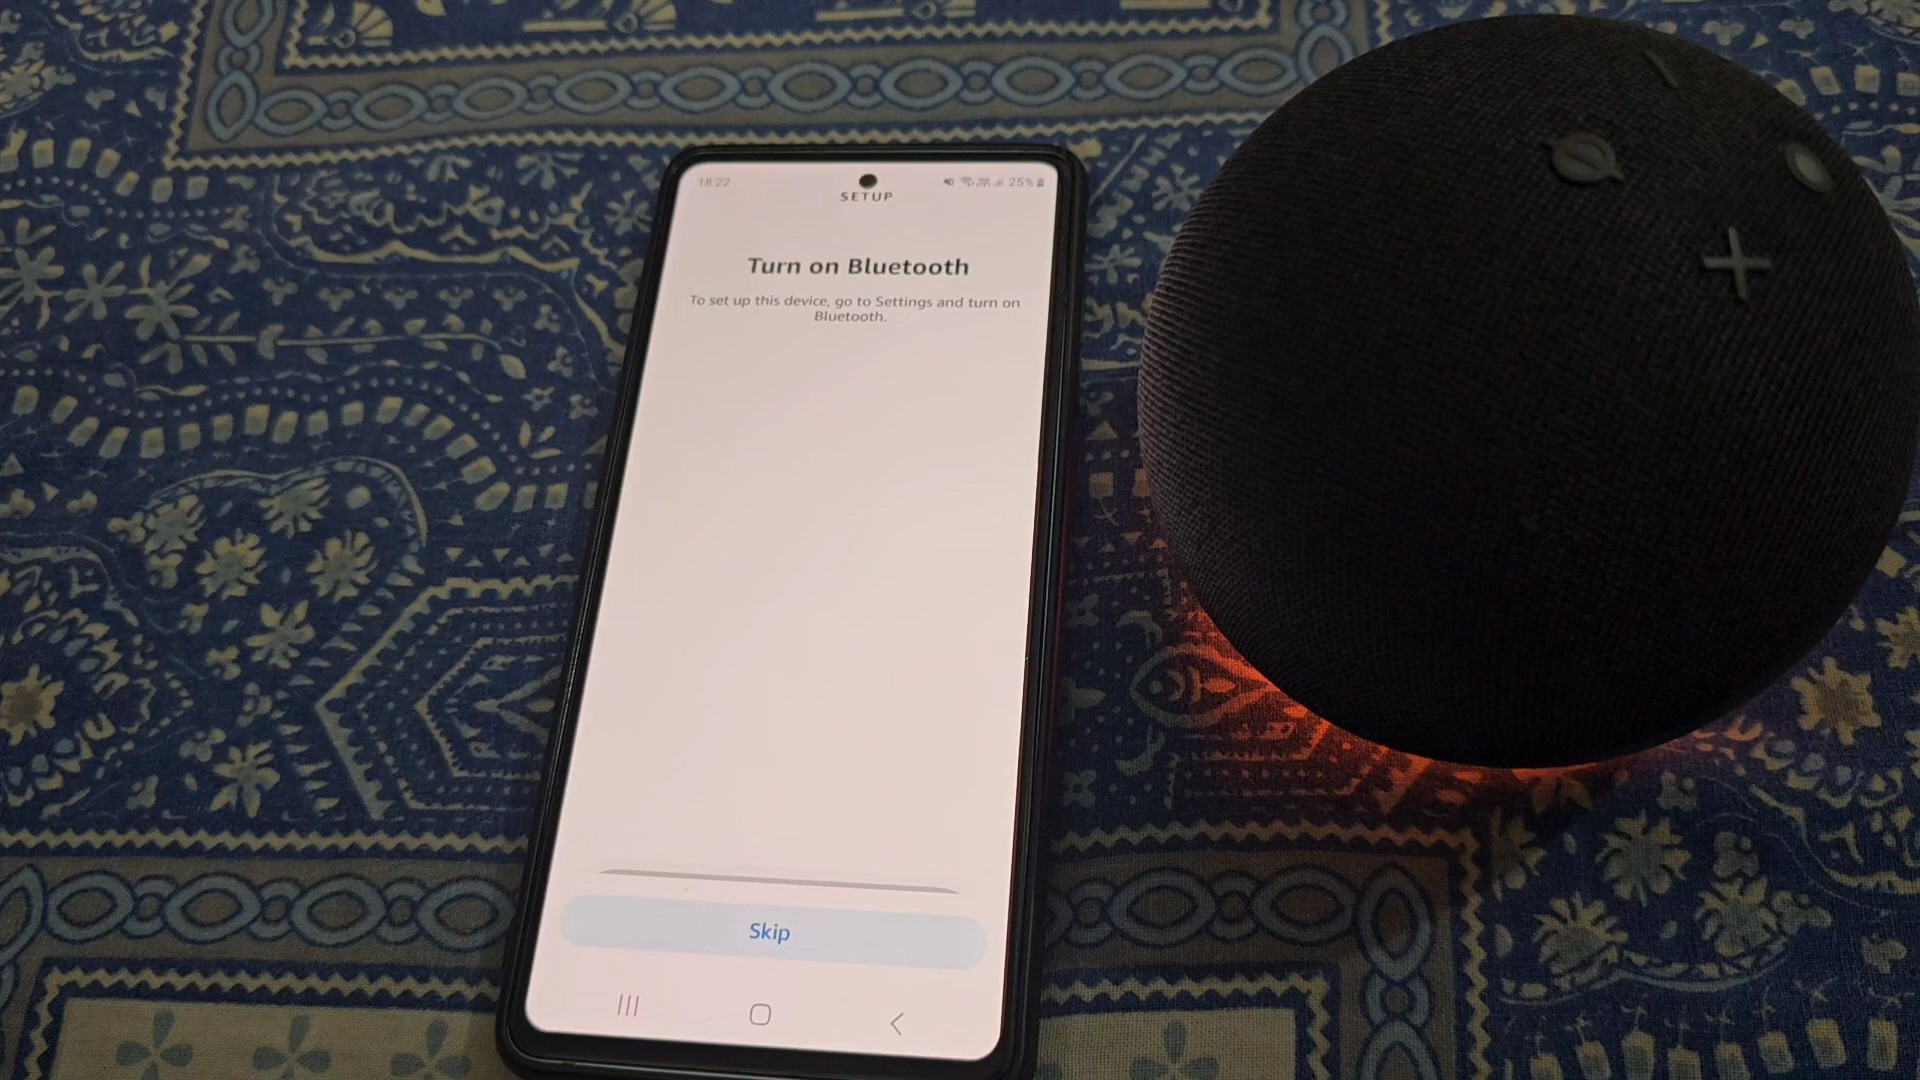 18:22
25%
SETUP
Turn on Bluetooth
To set up this device, go to Settings and turn on
Bluetooth.
Skip